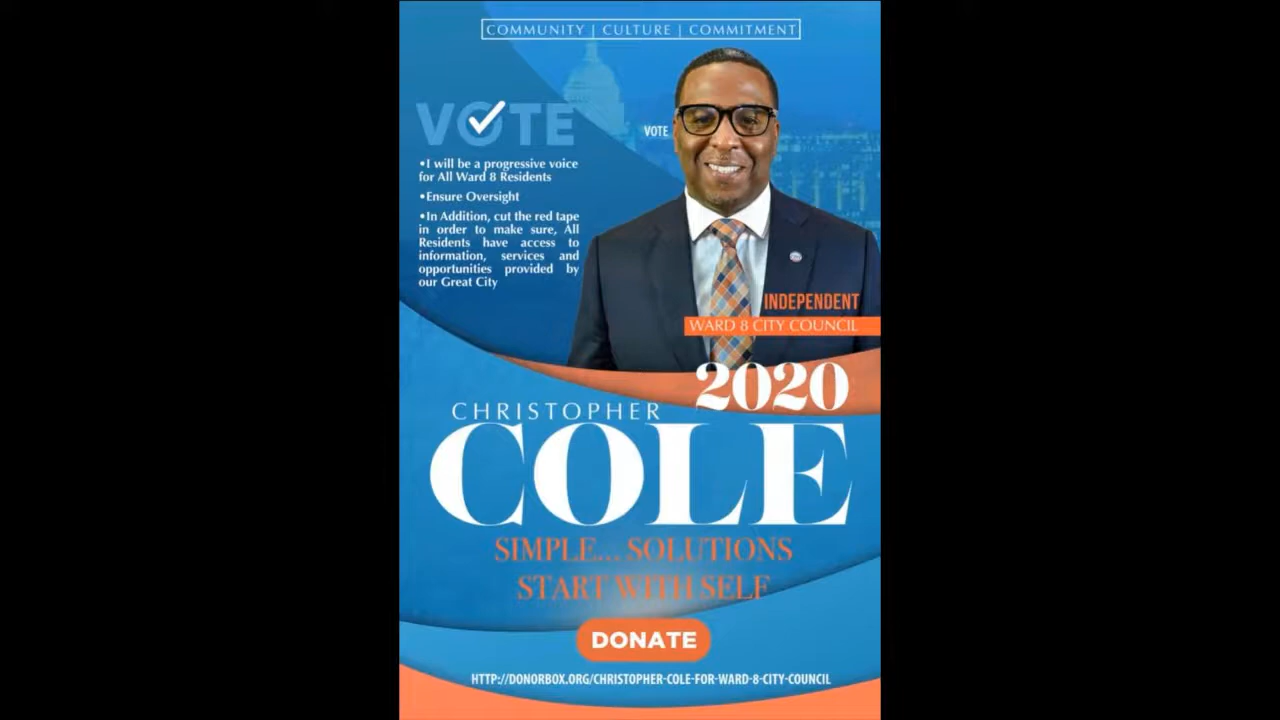 COMMUNITY | CULTURE | COMMITMENT
VOTE
VOTE
•I will be a progressive voice
for All Ward 8 Residents
•Ensure Oversight
•In Addition, cut the red tape
in order to make sure, All
Residents have access to
information, services and
opportunities provided by
our Great City
INDEPENDENT
WARD 8 CITY COUNCIL
2020
CHRISTOPHER
COLE
SIMPLE... SOLUTIONS
START WITH SELF
DONATE
HTTP://DONORBOX.ORG/CHRISTOPHER-COLE-FOR-WARD-8-CITY-COUNCIL